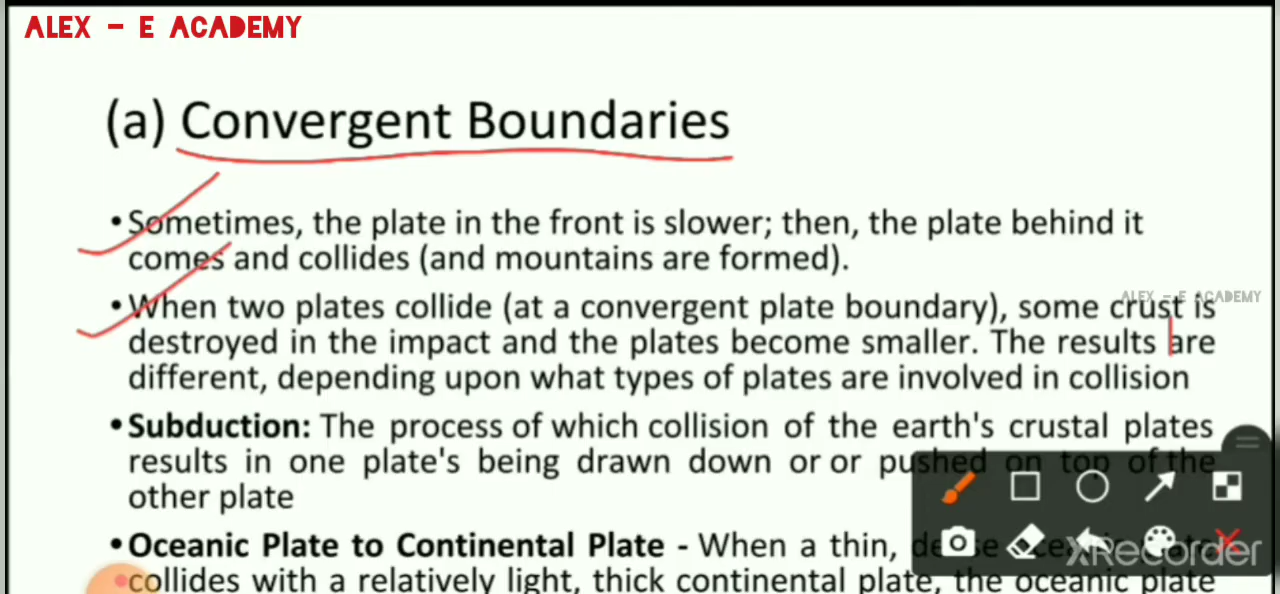 ALEX - E ACADEMY
(a) Convergent Boundaries
•Sometimes, the plate in the front is slower; then, the plate behind it
comes and collides (and mountains are formed).
•When two plates collide (at a convergent plate boundary), some crust is
ALEX - E ACADEMY
destroyed in the impact and the plates become smaller. The results are
different, depending upon what types of plates are involved in collision
•Subduction: The process of which collision of the earth's crustal plates
results in one plate's being drawn down or or pushed on top of the
other plate
•Oceanic Plate to Continental Plate - When a thin,
XRecorder
collides with a relatively light, thick continental plate, the oceanic plate